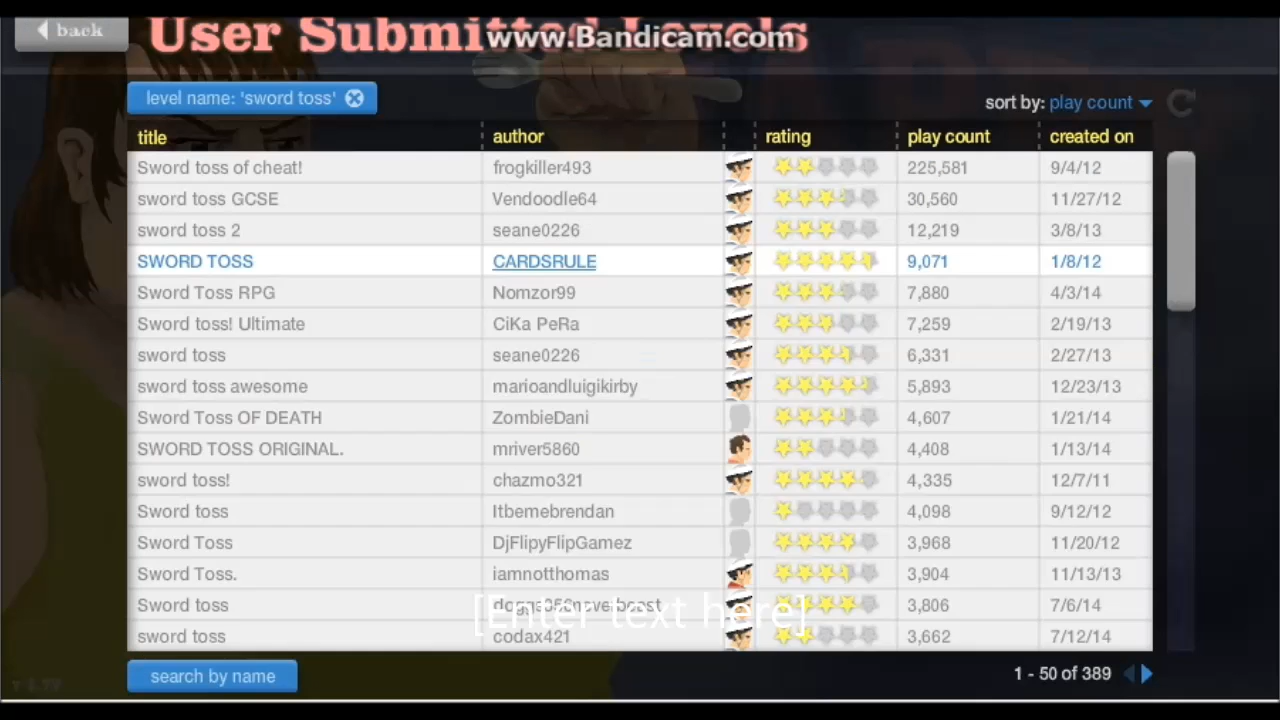 back
User Submitted Levels
www.Bandicam.com
level name: 'sword toss'
sort by: play count
title author rating play count created on
Sword toss of cheat! frogkiller493 225,581 9/4/12
sword toss GCSE Vendoodle64 30,560 11/27/12
sword toss 2 seane0226 12,219 3/8/13
SWORD TOSS CARDSRULE 9,071 1/8/12
Sword Toss RPG Nomzor99 7,880 4/3/14
Sword toss! Ultimate CiKa PeRa 7,259 2/19/13
sword toss seane0226 6,331 2/27/13
sword toss awesome marioandluigikirby 5,893 12/23/13
Sword Toss OF DEATH ZombieDani 4,607 1/21/14
SWORD TOSS ORIGINAL. mriver5860 4,408 1/13/14
sword toss! chazmo321 4,335 12/7/11
Sword toss Itbemebrendan 4,098 9/12/12
Sword Toss DjFlipyFlipGamez 3,968 11/20/12
Sword Toss. iamnotthomas 3,904 11/13/13
Sword toss 3,806 7/6/14
[Enter text here]
sword toss codax421 3,662 7/12/14
search by name
1 - 50 of 389